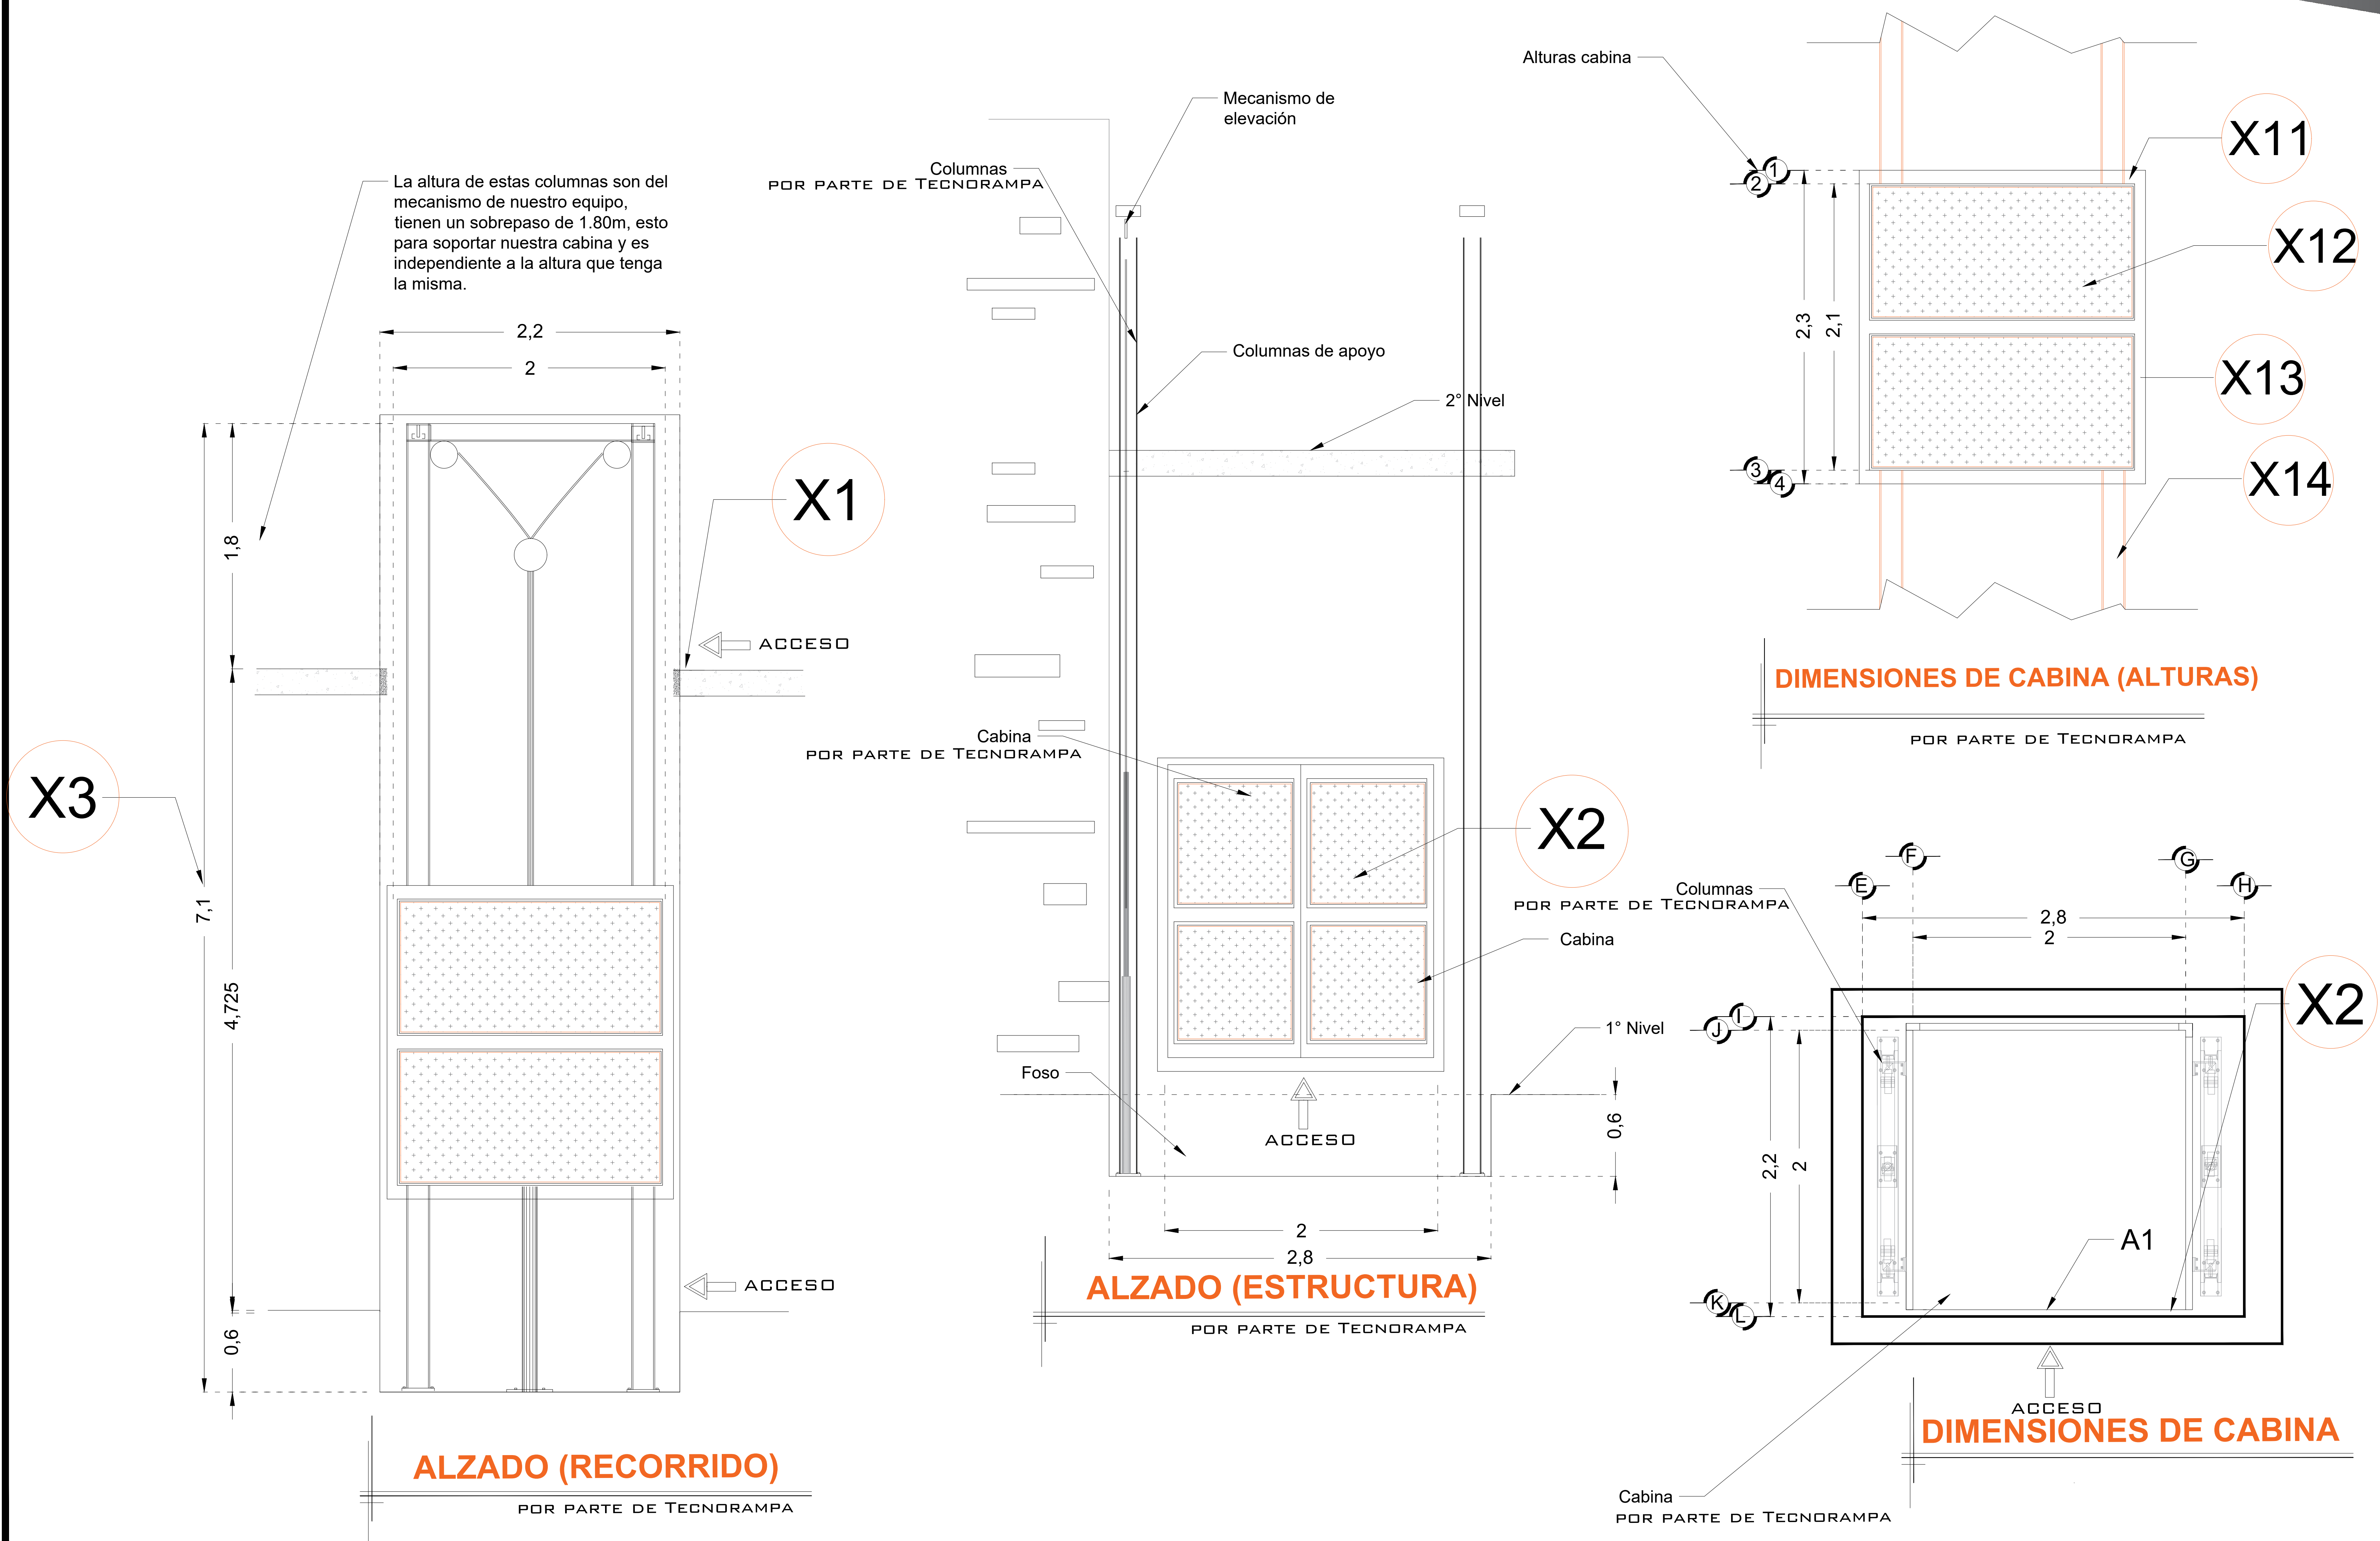 La altura de estas columnas son del
mecanismo de nuestro equipo,
tienen un sobrepaso de 1.80m, esto
para soportar nuestra cabina y es
independiente a la altura que tenga
la misma.
2,2
2
1,8
X1
ACCESO
X3
7,1
4,725
ACCESO
0,6
ALZADO (RECORRIDO)
POR PARTE DE TECNORAMPA
Mecanismo de
elevación
Columnas
POR PARTE DE TECNORAMPA
Columnas de apoyo
2° Nivel
Cabina
POR PARTE DE TECNORAMPA
X2
Cabina
1° Nivel
Foso
ACCESO
0,6
2
2,8
ALZADO (ESTRUCTURA)
POR PARTE DE TECNORAMPA
Alturas cabina
1
2
X11
X12
2,3
2,1
X13
3
4
X14
DIMENSIONES DE CABINA (ALTURAS)
POR PARTE DE TECNORAMPA
F
G
E
H
Columnas
POR PARTE DE TECNORAMPA
2,8
2
X2
I
J
2,2
2
A1
K
L
ACCESO
DIMENSIONES DE CABINA
Cabina
POR PARTE DE TECNORAMPA